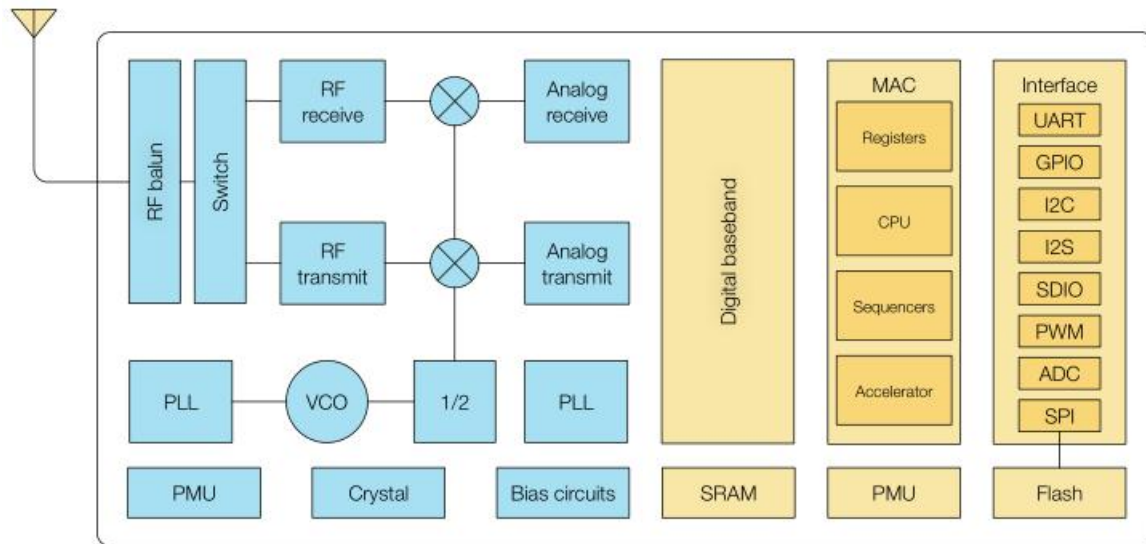 RF balun
Switch
RF
receive
Analog
receive
RF
transmit
Analog
transmit
PLL
VCO
1/2
PLL
PMU
Crystal
Bias circuits
Digital baseband
SRAM
MAC
Registers
CPU
Sequencers
Accelerator
PMU
Interface
UART
GPIO
I2C
I2S
SDIO
PWM
ADC
SPI
Flash